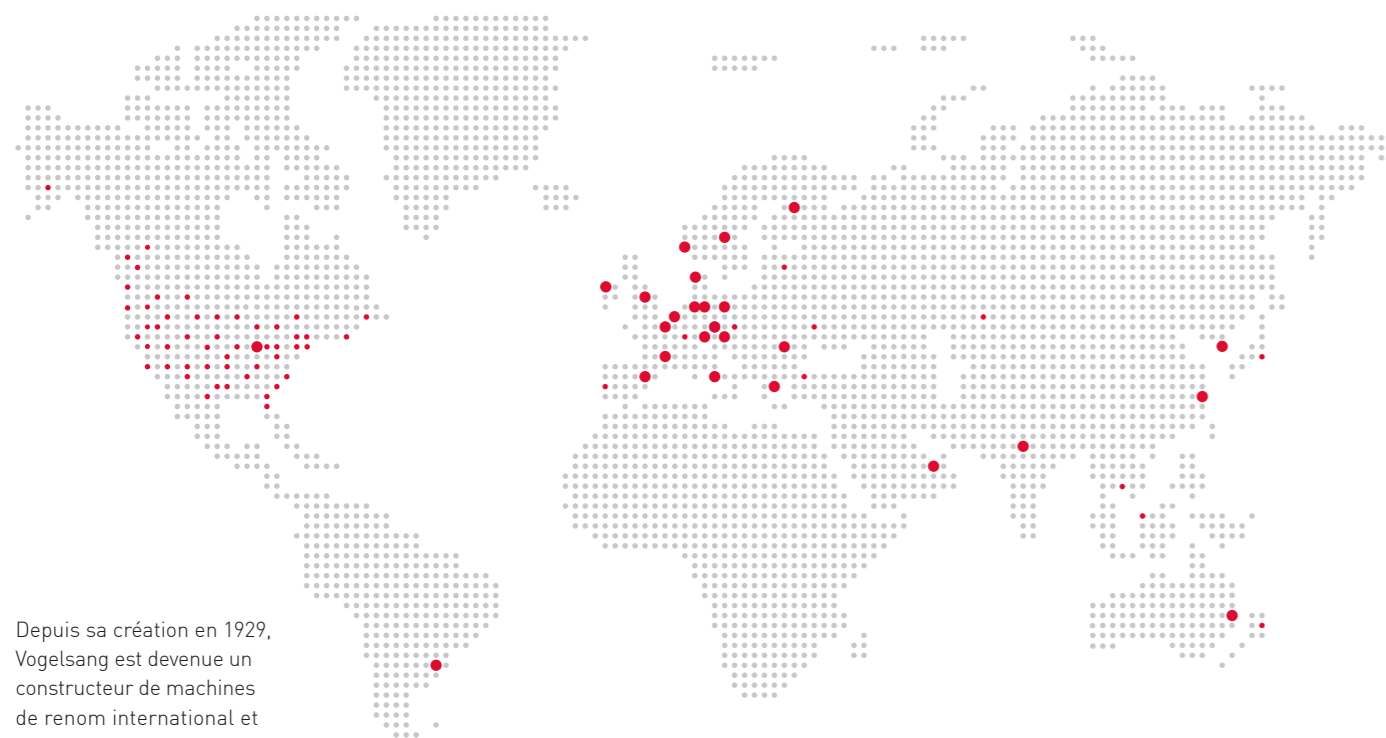 Depuis sa création en 1929,
Vogelsang est devenue un
constructeur de machines
de renom international et